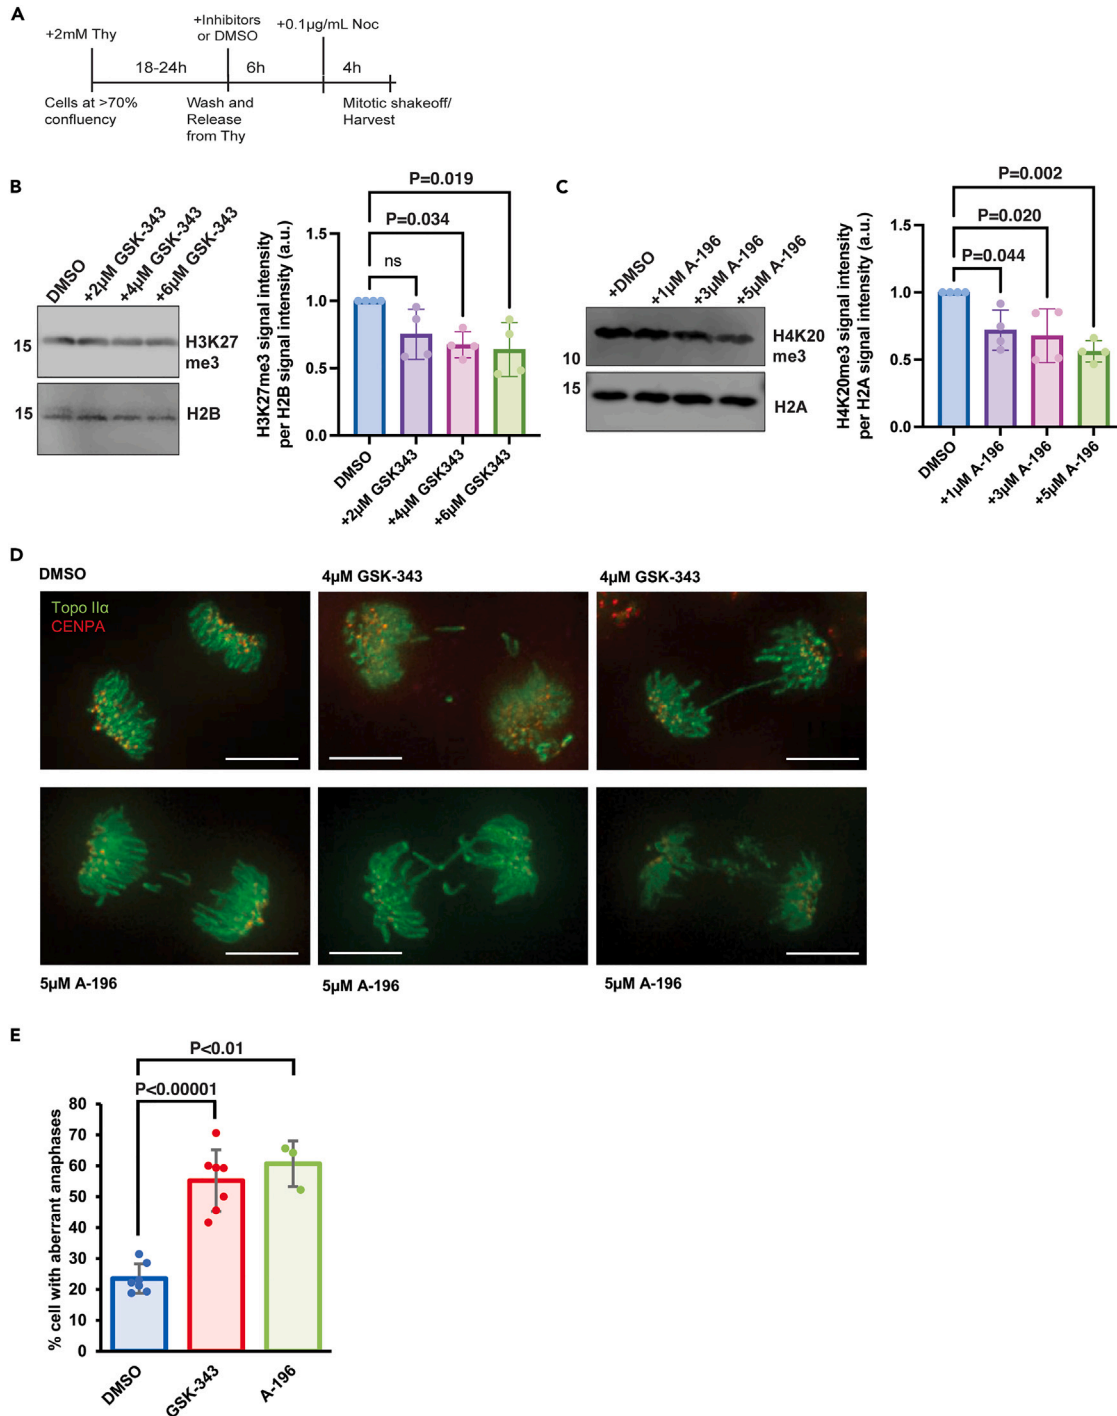 A
+2mM Thy
+Inhibitors
or DMSO
+0.1µg/mL Noc
18-24h
6h
4h
Cells at >70%
confluency
Wash and
Release
from Thy
Mitotic shakeoff/
Harvest
B
DMSO
+2µM GSK-343
+4µM GSK-343
+6µM GSK-343
15
H3K27
me3
15
H2B
H3K27me3 signal intensity
per H2B signal intensity (a.u.)
P=0.019
P=0.034
ns
1.5
1.0
0.5
0.0
DMSO
+2µM GSK343
+4µM GSK343
+6µM GSK343
C
+DMSO
+1µM A-196
+3µM A-196
+5µM A-196
10
H4K20
me3
15
H2A
H4K20me3 signal intensity
per H2A signal intensity (a.u.)
P=0.002
P=0.020
P=0.044
1.5
1.0
0.5
0.0
DMSO
+1µM A-196
+3µM A-196
+5µM A-196
D
DMSO
4µM GSK-343
4µM GSK-343
Topo IIα
CENPA
5µM A-196
5µM A-196
5µM A-196
E
% cell with aberrant anaphases
P<0.01
P<0.00001
80
70
60
50
40
30
20
10
0
DMSO
GSK-343
A-196